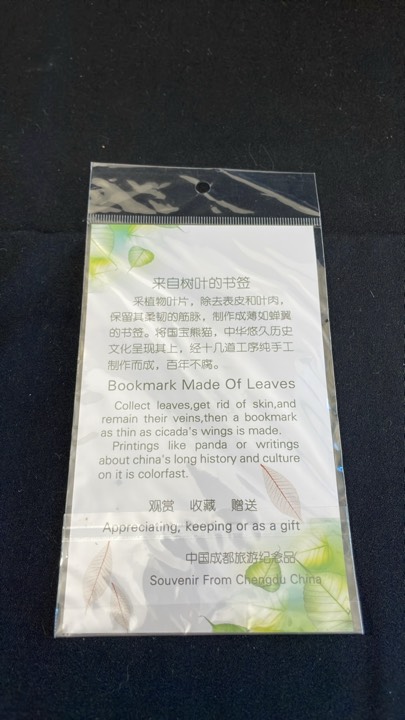 来自树叶的书签
采植物叶片，除去表皮和叶肉，
保留其柔韧的筋脉，制作成薄如蝉翼
的书签。将国宝熊猫，中华悠久历史
文化呈现其上，经十几道工序纯手工
制作而成，百年不腐。
Bookmark Made Of Leaves
Collect leaves,get rid of skin,and
remain their veins,then a bookmark
as thin as cicada's wings is made.
Printings like panda or writings
about china's long history and culture
on it is colorfast.
观赏 收藏 赠送
Appreciating, keeping or as a gift
中国成都旅游纪念品
Souvenir From Chengdu China